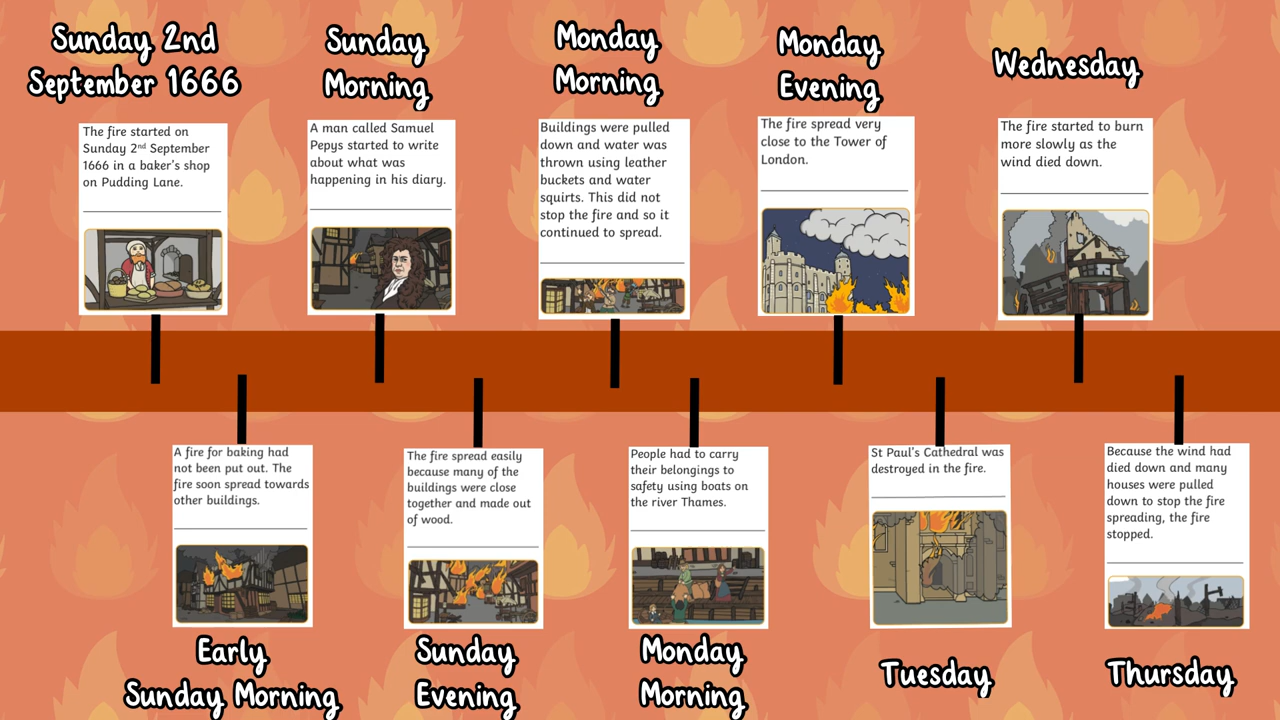 Sunday 2nd
September 1666
The fire started on
Sunday 2nd September
1666 in a baker's shop
on Pudding Lane.
A fire for baking had
not been put out. The
fire soon spread towards
other buildings.
Early
Sunday Morning
Sunday
Morning
A man called Samuel
Pepys started to write
about what was
happening in his diary.
The fire spread easily
because many of the
buildings were close
together and made out
of wood.
Sunday
Evening
Monday
Morning
Buildings were pulled
down and water was
thrown using leather
buckets and water
squirts. This did not
stop the fire and so it
continued to spread.
People had to carry
their belongings to
safety using boats on
the river Thames.
Monday
Morning
Monday
Evening
The fire spread very
close to the Tower of
London.
St Paul's Cathedral was
destroyed in the fire.
Tuesday
Wednesday
The fire started to burn
more slowly as the
wind died down.
Because the wind had
died down and many
houses were pulled
down to stop the fire
spreading, the fire
stopped.
Thursday